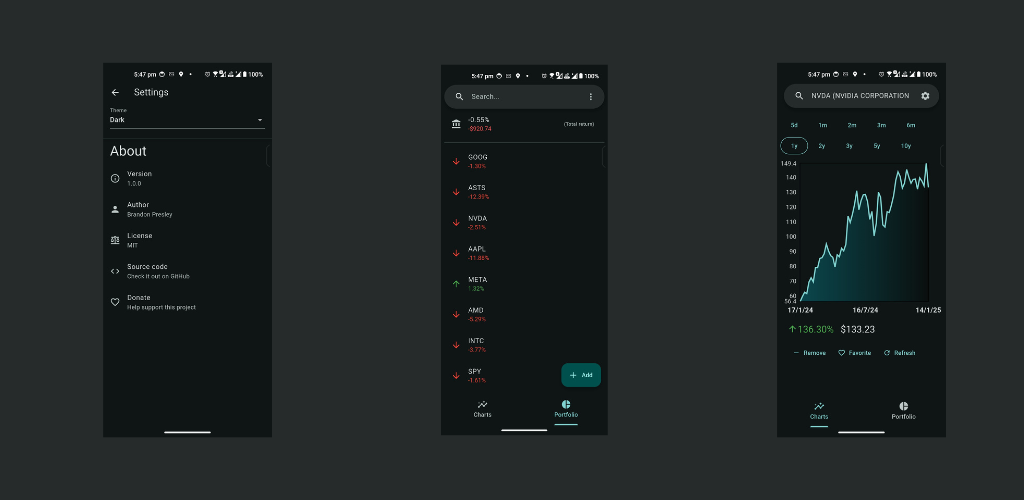 5:47 pm
100%
Settings
Theme
Dark
About
Version
1.0.0
Author
Brandon Presley
License
MIT
Source code
Check it out on GitHub
Donate
Help support this project
5:47 pm
100%
Search...
-0.55%
-$920.74
(Total return)
GOOG
-1.30%
ASTS
-12.39%
NVDA
-2.51%
AAPL
-11.88%
META
1.32%
AMD
-5.29%
INTC
-3.77%
SPY
-1.61%
Add
Charts
Portfolio
5:47 pm
100%
NVDA (NVIDIA CORPORATION
5d 1m 2m 3m 6m
1y 2y 3y 5y 10y
149.4
140
130
120
110
100
90
80
70
60
56.4
17/1/24 16/7/24 14/1/25
136.30% $133.23
Remove Favorite Refresh
Charts Portfolio